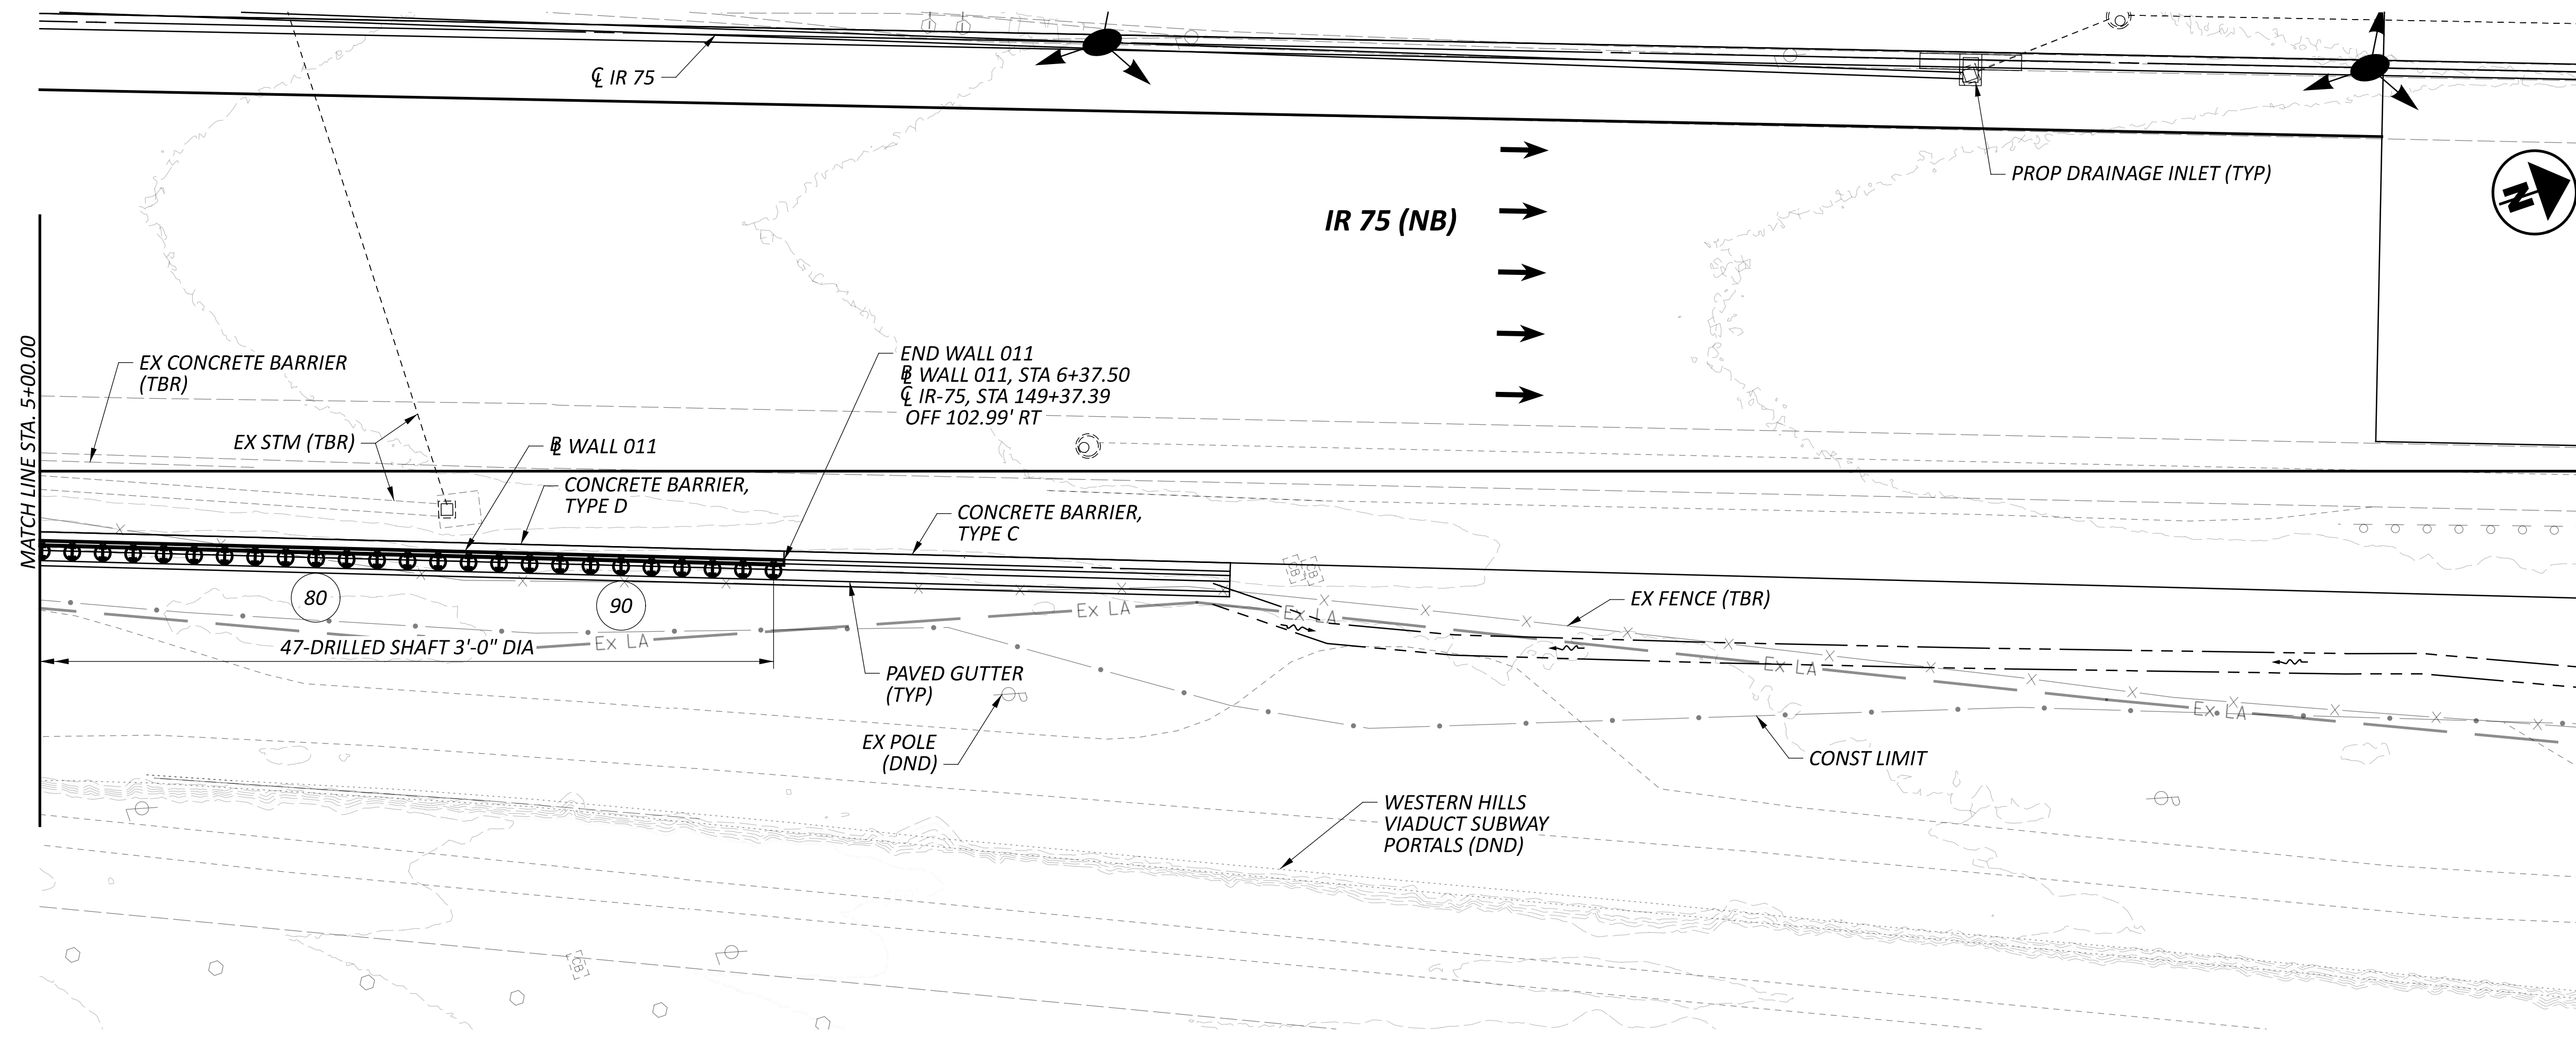 ℄ IR 75
PROP DRAINAGE INLET (TYP)
N
IR 75 (NB)
MATCH LINE STA. 5+00.00
EX CONCRETE BARRIER
(TBR)
END WALL 011
BL WALL 011, STA 6+37.50
℄ IR-75, STA 149+37.39
OFF 102.99' RT
EX STM (TBR)
BL WALL 011
CONCRETE BARRIER,
TYPE D
CONCRETE BARRIER,
TYPE C
CB
CB
80
90
EX FENCE (TBR)
Ex LA
Ex LA
Ex LA
Ex LA
Ex LA
47-DRILLED SHAFT 3'-0" DIA
PAVED GUTTER
(TYP)
EX POLE
(DND)
CONST LIMIT
WESTERN HILLS
VIADUCT SUBWAY
PORTALS (DND)
CB